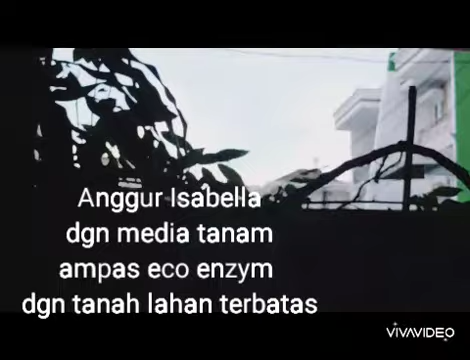 Anggur Isabella
dgn media tanam
ampas eco enzym
dgn tanah lahan terbatas
VIVAVIDEO